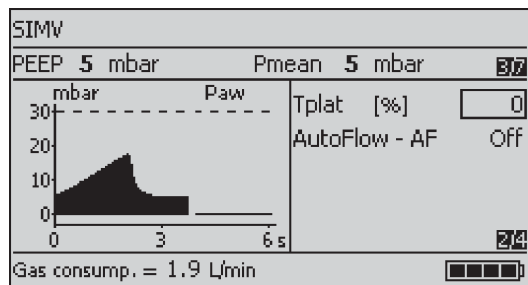 SIMV
PEEP 5 mbar Pmean 5 mbar 3/7
mbar Paw
30
20
10
0
0 3 6 s
Tplat [%] 0
AutoFlow - AF Off
2/4
Gas consump. = 1.9 L/min